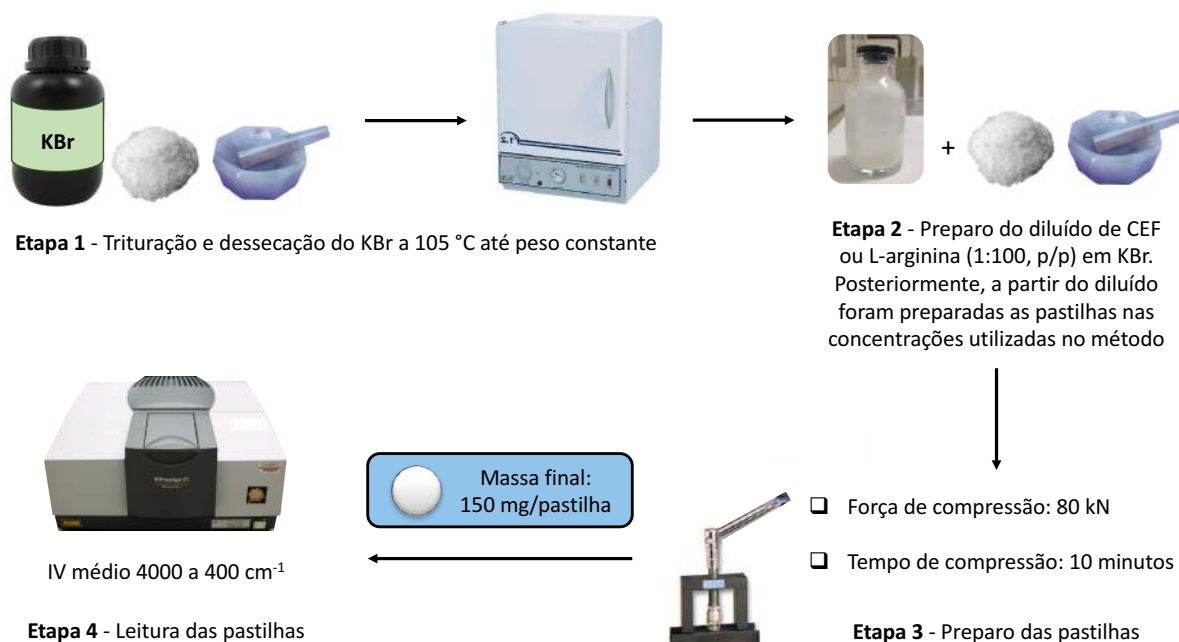 KBr
+
Etapa 1 - Trituração e dessecação do KBr a 105 °C até peso constante
Etapa 2 - Preparo do diluído de CEF
ou L-arginina (1:100, p/p) em KBr.
Posteriormente, a partir do diluído
foram preparadas as pastilhas nas
concentrações utilizadas no método
Força de compressão: 80 kN
Tempo de compressão: 10 minutos
Etapa 3 - Preparo das pastilhas
Massa final:
150 mg/pastilha
IV médio 4000 a 400 cm⁻¹
Etapa 4 - Leitura das pastilhas